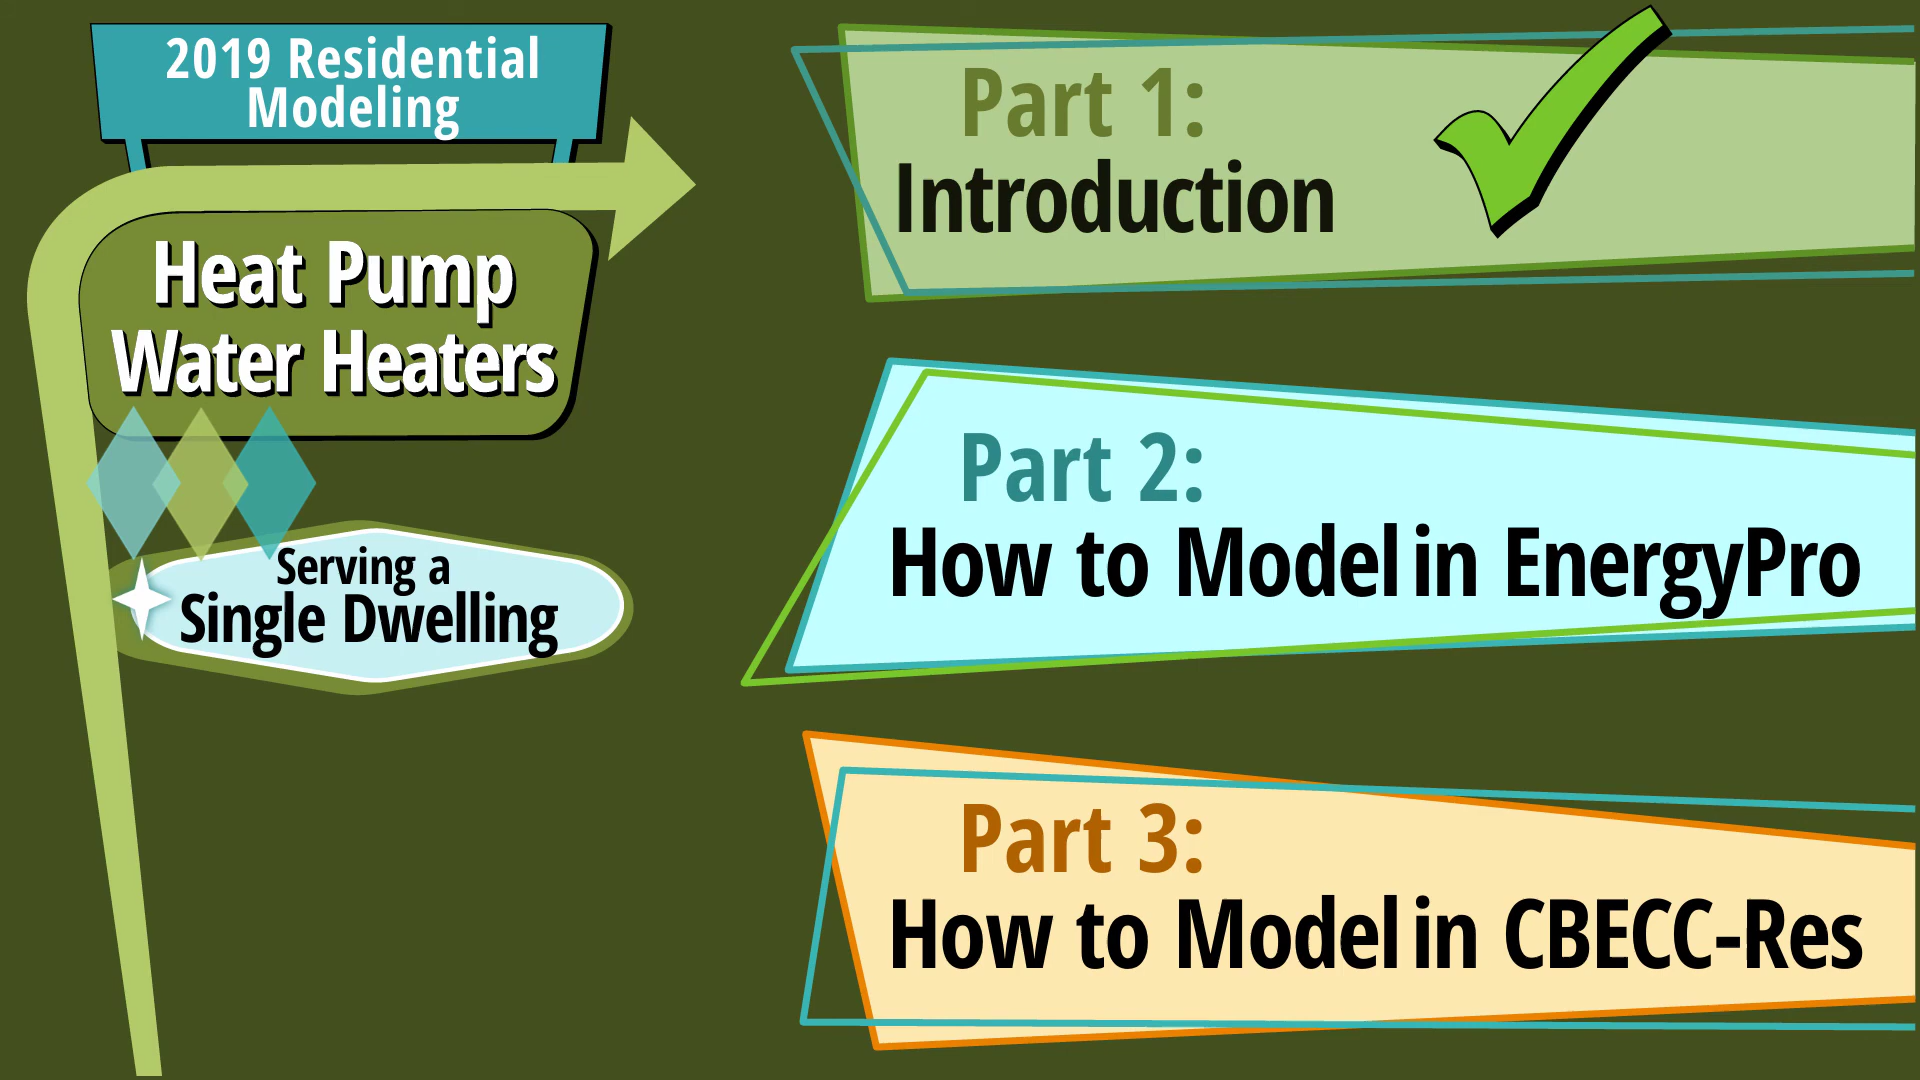 2019 Residential
Modeling
Heat Pump
Water Heaters
Serving a
Single Dwelling
Part 1:
Introduction
Part 2:
How to Model in EnergyPro
Part 3:
How to Model in CBECC-Res